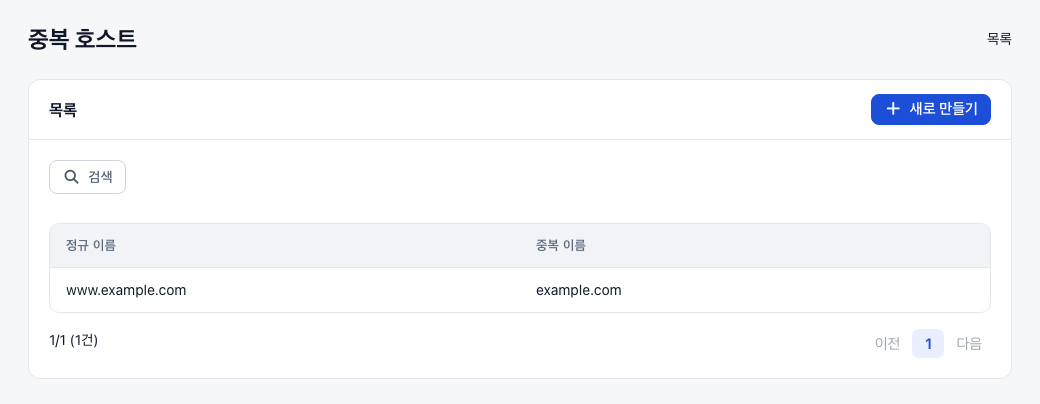 중복 호스트
목록
목록
새로 만들기
검색
정규 이름 중복 이름
www.example.com example.com
1/1 (1건)
이전 1 다음